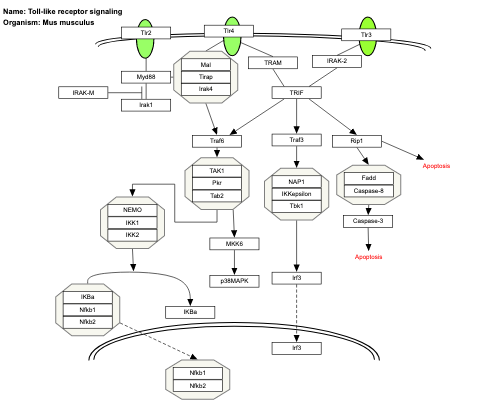 Name: Toll-like receptor signaling
Organism: Mus musculus
Tlr2
Tlr4
Tlr3
Mal
Tirap
Irak4
TRAM
IRAK-2
Myd88
IRAK-M
Irak1
TRIF
Traf6
Traf3
Rip1
Apoptosis
TAK1
Pkr
Tab2
NAP1
IKKepsilon
Tbk1
Fadd
Caspase-8
NEMO
IKK1
IKK2
Caspase-3
MKK6
Apoptosis
p38MAPK
Irf3
IKBa
Nfkb1
Nfkb2
IKBa
Irf3
Nfkb1
Nfkb2